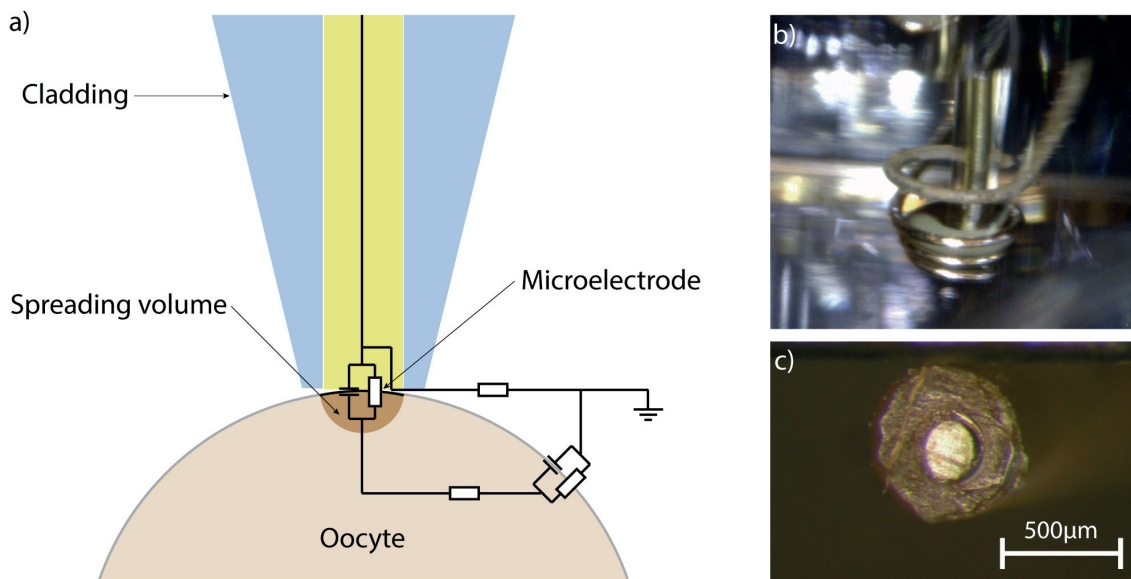 a)
Cladding
Spreading volume
Microelectrode
Oocyte
b)
c)
500µm